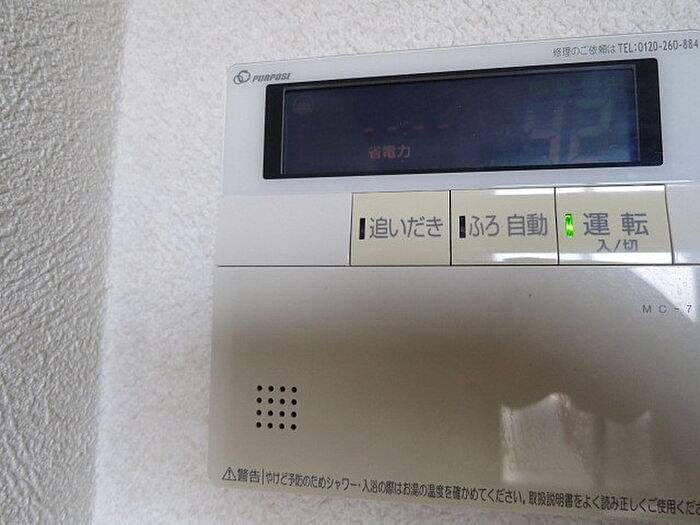 修理のご依頼は TEL:0120-260-884
PURPOSE
--:-- 42
省電力
追いだき ふろ 自動 運転
入/切
MC-7
警告 やけど予防のためシャワー・入浴の際はお湯の温度を確かめてください。取扱説明書をよく読み正しくご使用くだ